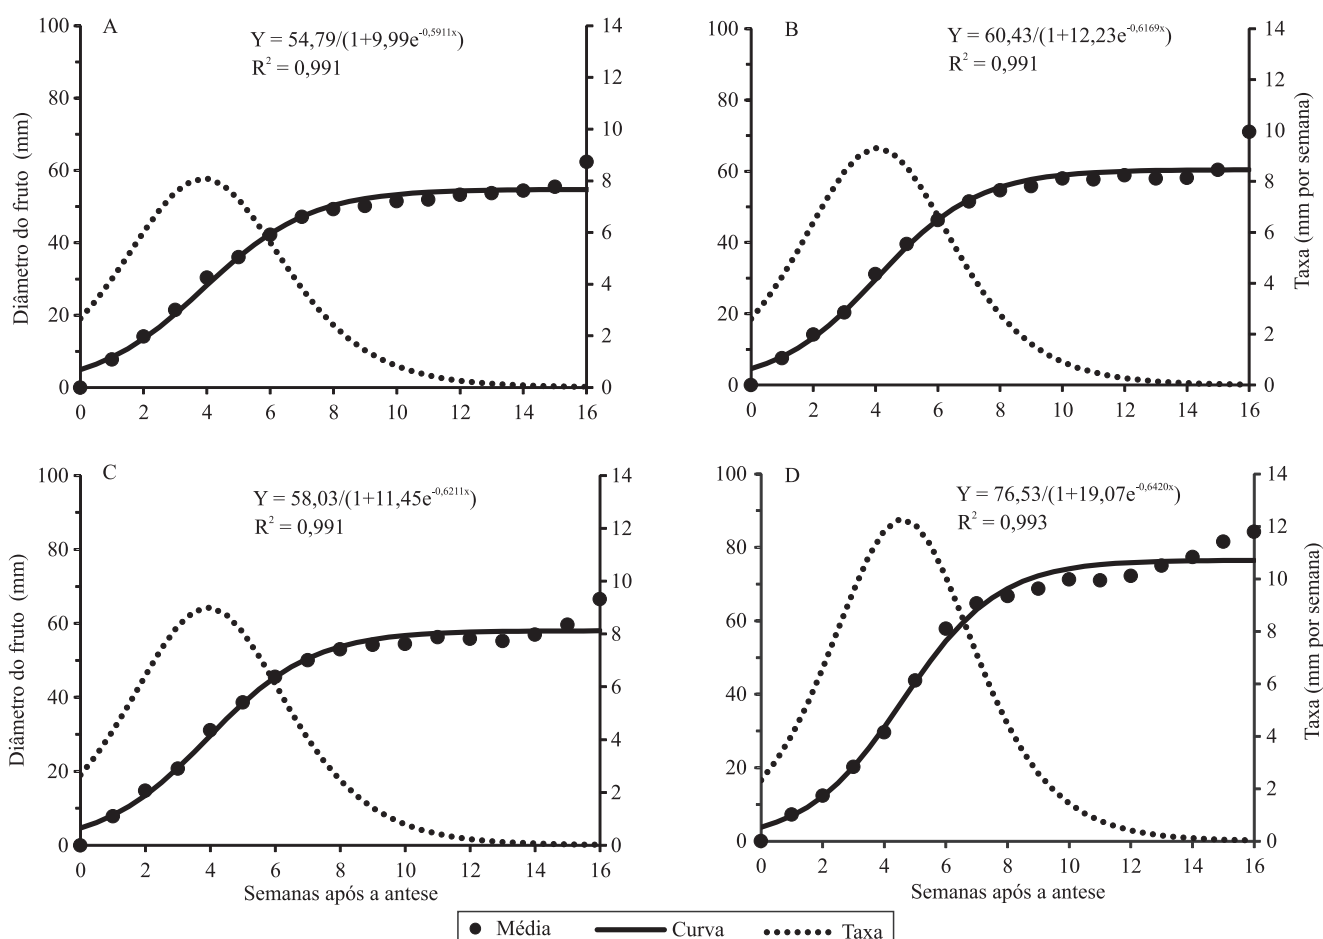 A
Y = 54,79/(1+9,99e-0,5911x)
R2 = 0,991
100
80
60
40
20
0
14
12
10
8
6
4
2
0
0 2 4 6 8 10 12 14 16
Diâmetro do fruto (mm)
B
Y = 60,43/(1+12,23e-0,6169x)
R2 = 0,991
100
80
60
40
20
0
14
12
10
8
6
4
2
0
0 2 4 6 8 10 12 14 16
Taxa (mm por semana)
C
Y = 58,03/(1+11,45e-0,6211x)
R2 = 0,991
100
80
60
40
20
0
14
12
10
8
6
4
2
0
0 2 4 6 8 10 12 14 16
Diâmetro do fruto (mm)
Semanas após a antese
D
Y = 76,53/(1+19,07e-0,6420x)
R2 = 0,993
100
80
60
40
20
0
14
12
10
8
6
4
2
0
0 2 4 6 8 10 12 14 16
Taxa (mm por semana)
Semanas após a antese
Média Curva Taxa